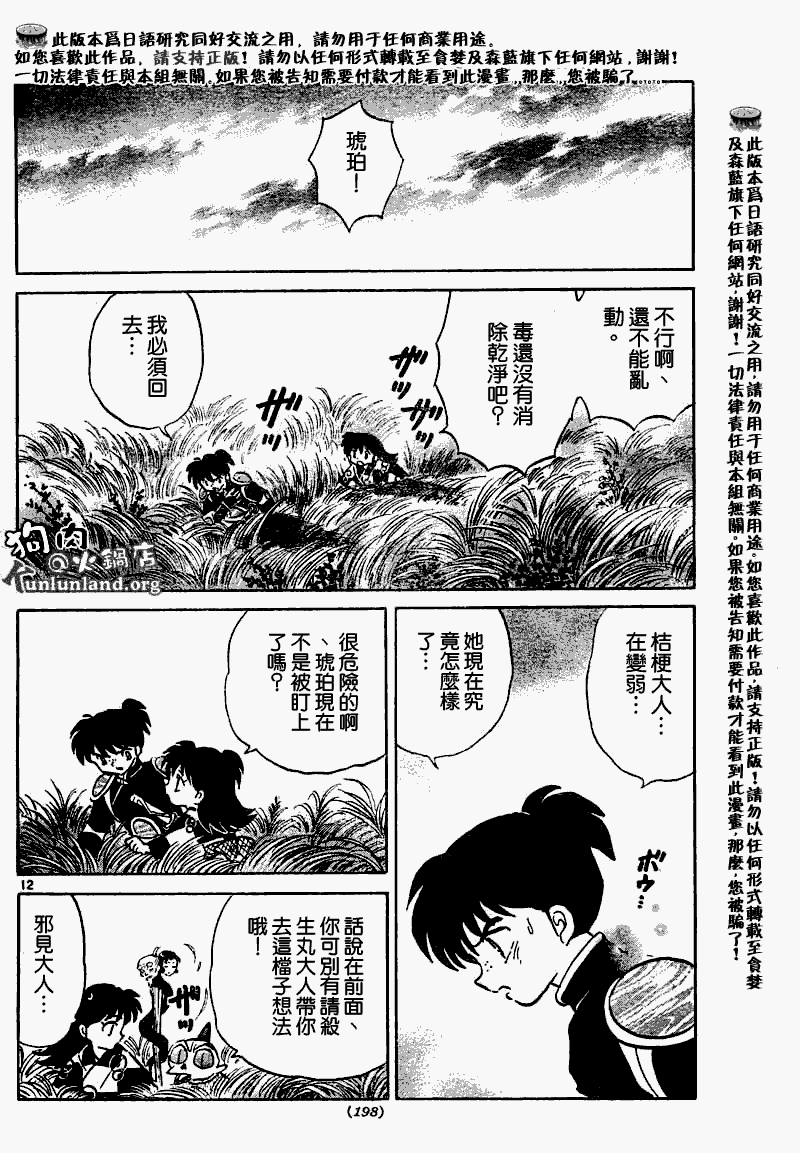 此版本爲日語研究同好交流之用，請勿用于任何商業用途。
如您喜歡此作品，請支持正版！請勿以任何形式轉載至貪婪及森藍旗下任何網站，謝謝！
一切法律責任與本組無關。如果您被告知需要付款才能看到此漫畫，那麼，您被騙了……
此版本爲日語研究同好交流之用，請勿用于任何商業用途。如您喜歡此作品，請支持正版！請勿以任何形式轉載至貪婪
及森藍旗下任何網站，謝謝！一切法律責任與本組無關。如果您被告知需要付款才能看到此漫畫，那麼，您被騙了！
琥珀！
不行啊、
還不能亂
動。
毒還沒有消
除乾淨吧？
我必須回
去…
狗肉@火鍋店
Kunlunland.org
桔梗大人…
在變弱…
她現在究
竟怎麼樣
了…
ボウ…
很危險的啊
、琥珀現在
不是被盯上
了嗎？
12
話說在前面、
你可別有請殺
生丸大人帶你
去這檔子想法
哦！
邪見大人…
(198)